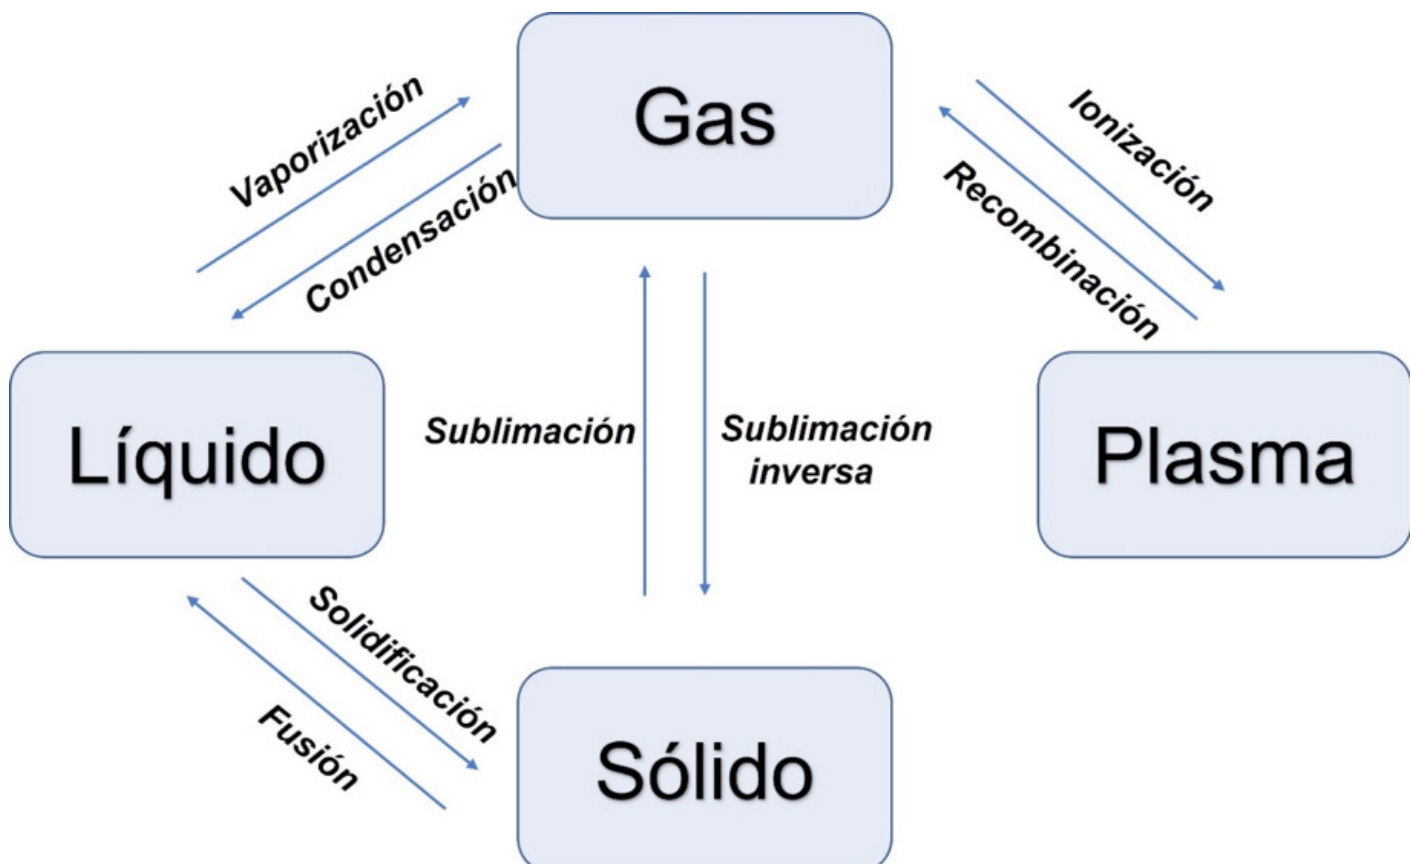 Gas
Vaporización
Condensación
Ionización
Recombinación
Líquido
Sublimación
Sublimación
inversa
Plasma
Solidificación
Fusión
Sólido